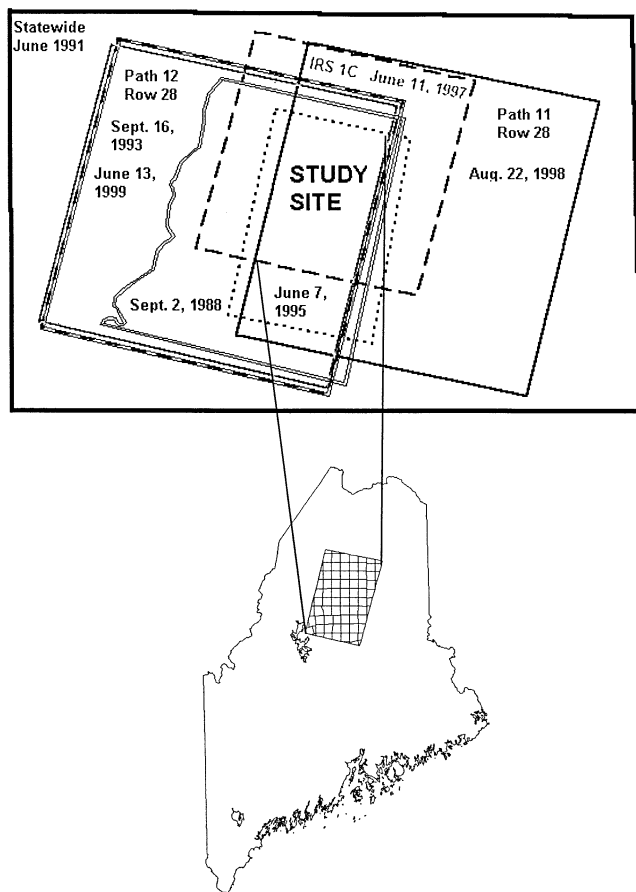 Statewide
June 1991
IRS 1C June 11, 1997
Path 12
Row 28
Sept. 16,
1993
June 13,
1999
Path 11
Row 28
Aug. 22, 1998
STUDY
SITE
Sept. 2, 1988
June 7,
1995